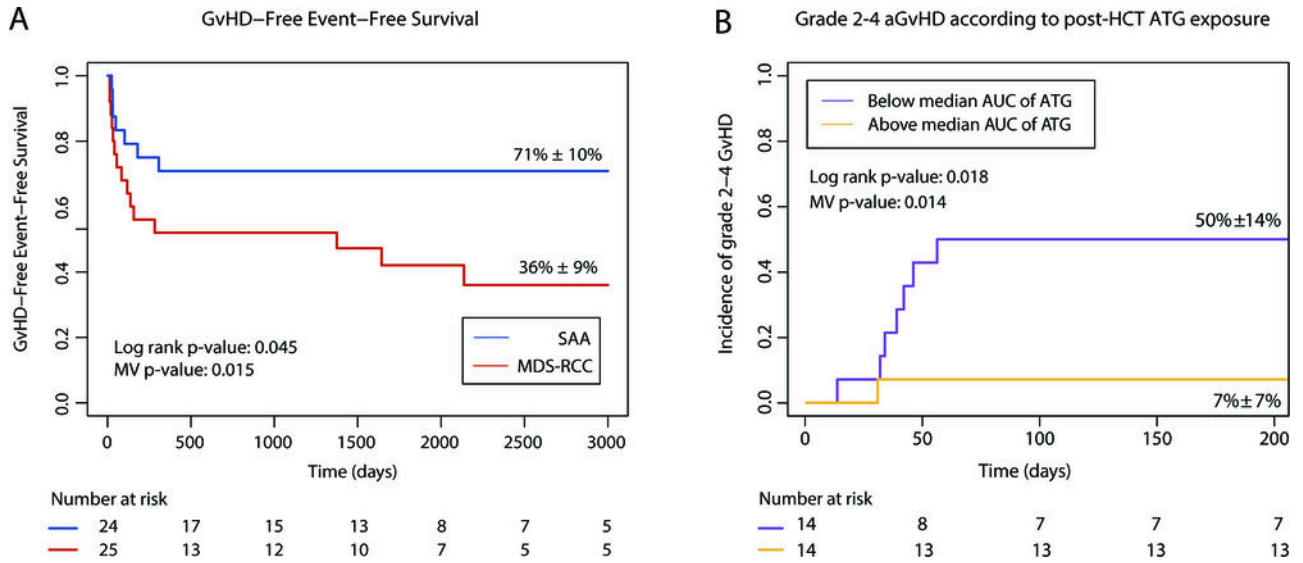 A
GvHD–Free Event–Free Survival
GvHD–Free Event–Free Survival
1.0
0.8
0.6
0.4
0.2
0.0
71% ± 10%
36% ± 9%
Log rank p-value: 0.045
MV p-value: 0.015
SAA
MDS-RCC
0 500 1000 1500 2000 2500 3000
Time (days)
Number at risk
24 17 15 13 8 7 5
25 13 12 10 7 5 5
B
Grade 2-4 aGvHD according to post-HCT ATG exposure
Incidence of grade 2–4 GvHD
1.0
0.8
0.6
0.4
0.2
0.0
Below median AUC of ATG
Above median AUC of ATG
Log rank p-value: 0.018
MV p-value: 0.014
50%±14%
7%±7%
0 50 100 150 200
Time (days)
Number at risk
14 8 7 7 7
14 13 13 13 13